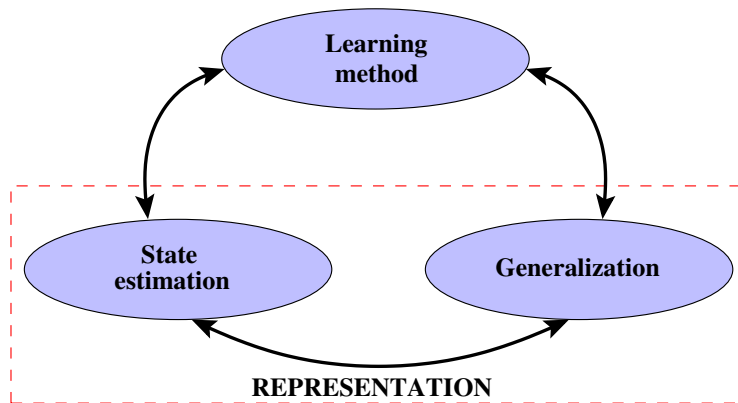 Learning
method
State
estimation
Generalization
REPRESENTATION